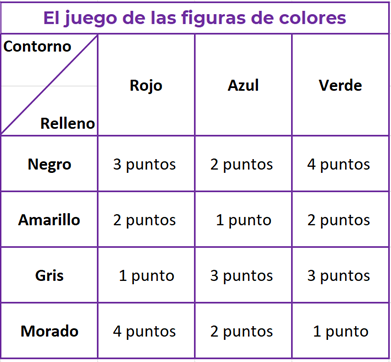 El juego de las figuras de colores
Contorno
Relleno
Rojo Azul Verde
Negro 3 puntos 2 puntos 4 puntos
Amarillo 2 puntos 1 punto 2 puntos
Gris 1 punto 3 puntos 3 puntos
Morado 4 puntos 2 puntos 1 punto